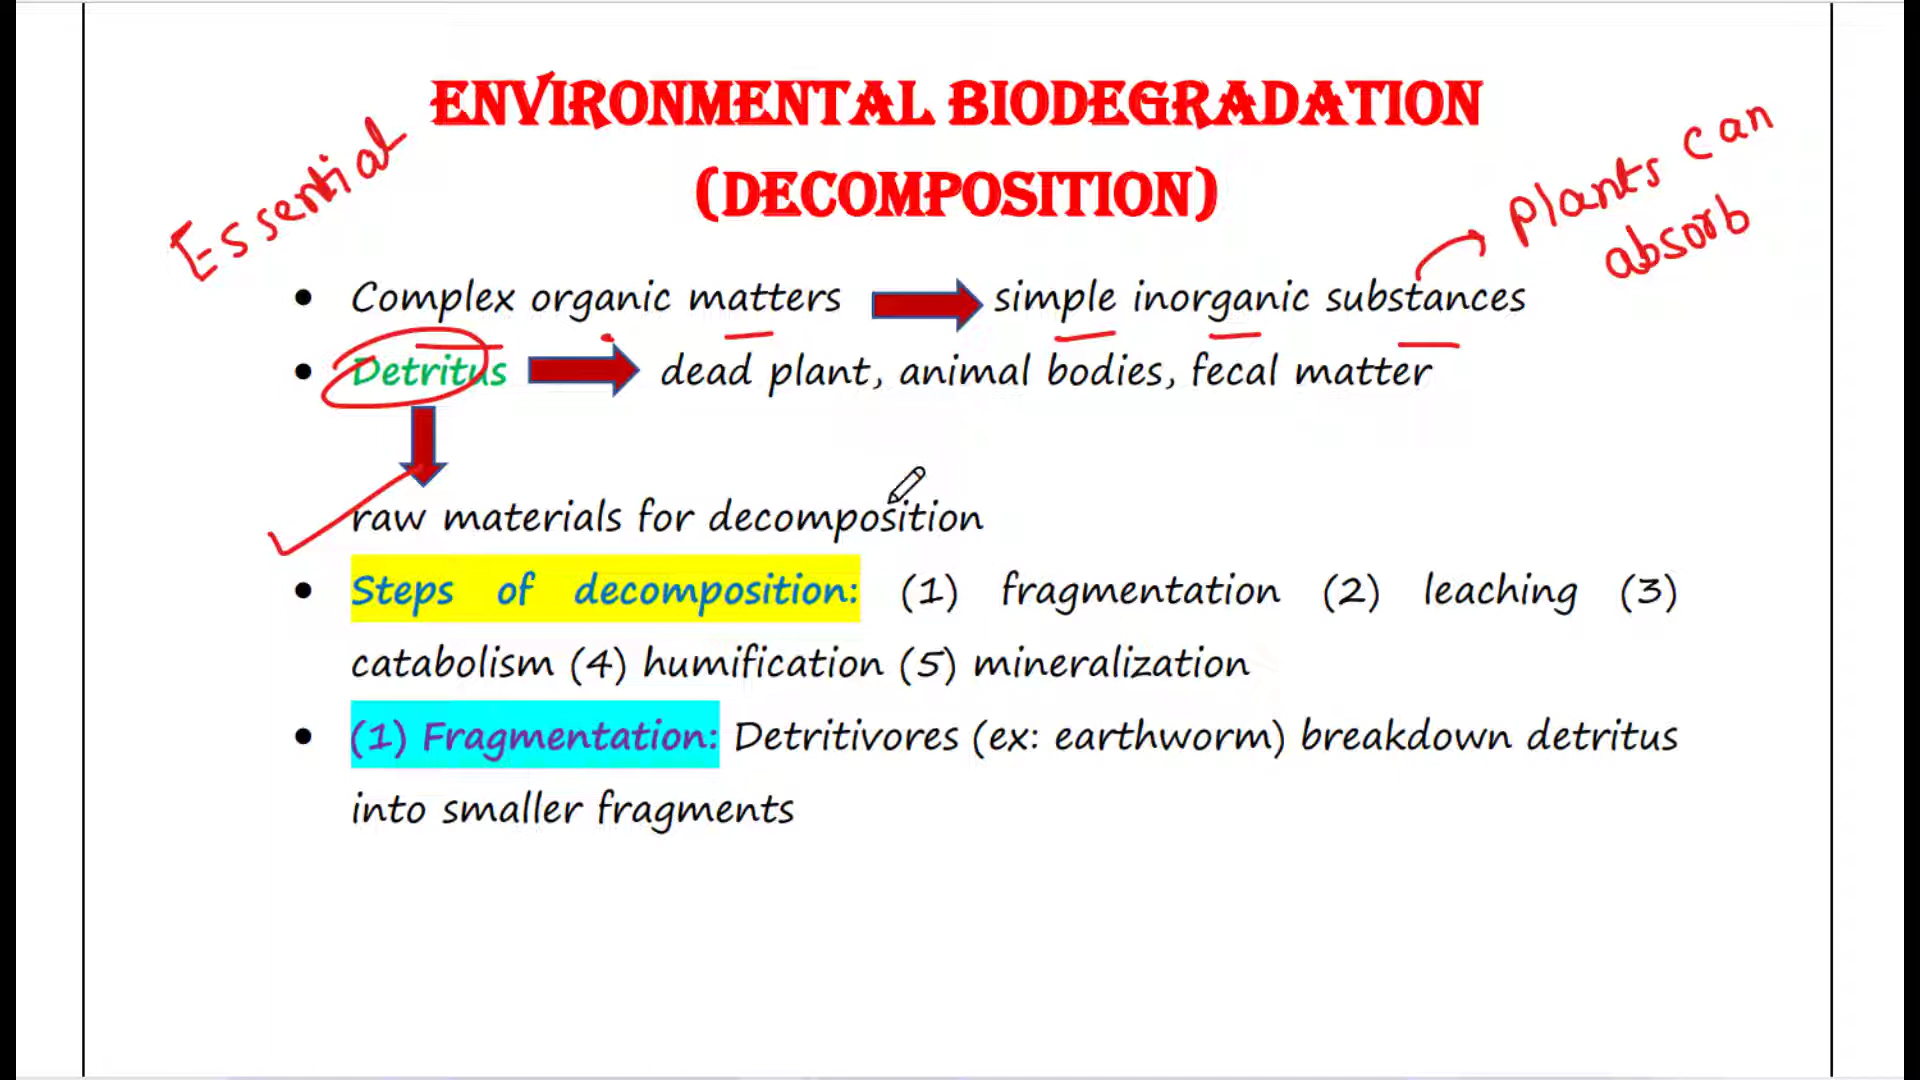 ENVIRONMENTAL BIODEGRADATION
(DECOMPOSITION)
Essential
Plants can
absorb
• Complex organic matters simple inorganic substances
• Detritus dead plant, animal bodies, fecal matter
raw materials for decomposition
• Steps of decomposition: (1) fragmentation (2) leaching (3)
catabolism (4) humification (5) mineralization
• (1) Fragmentation: Detritivores (ex: earthworm) breakdown detritus
into smaller fragments